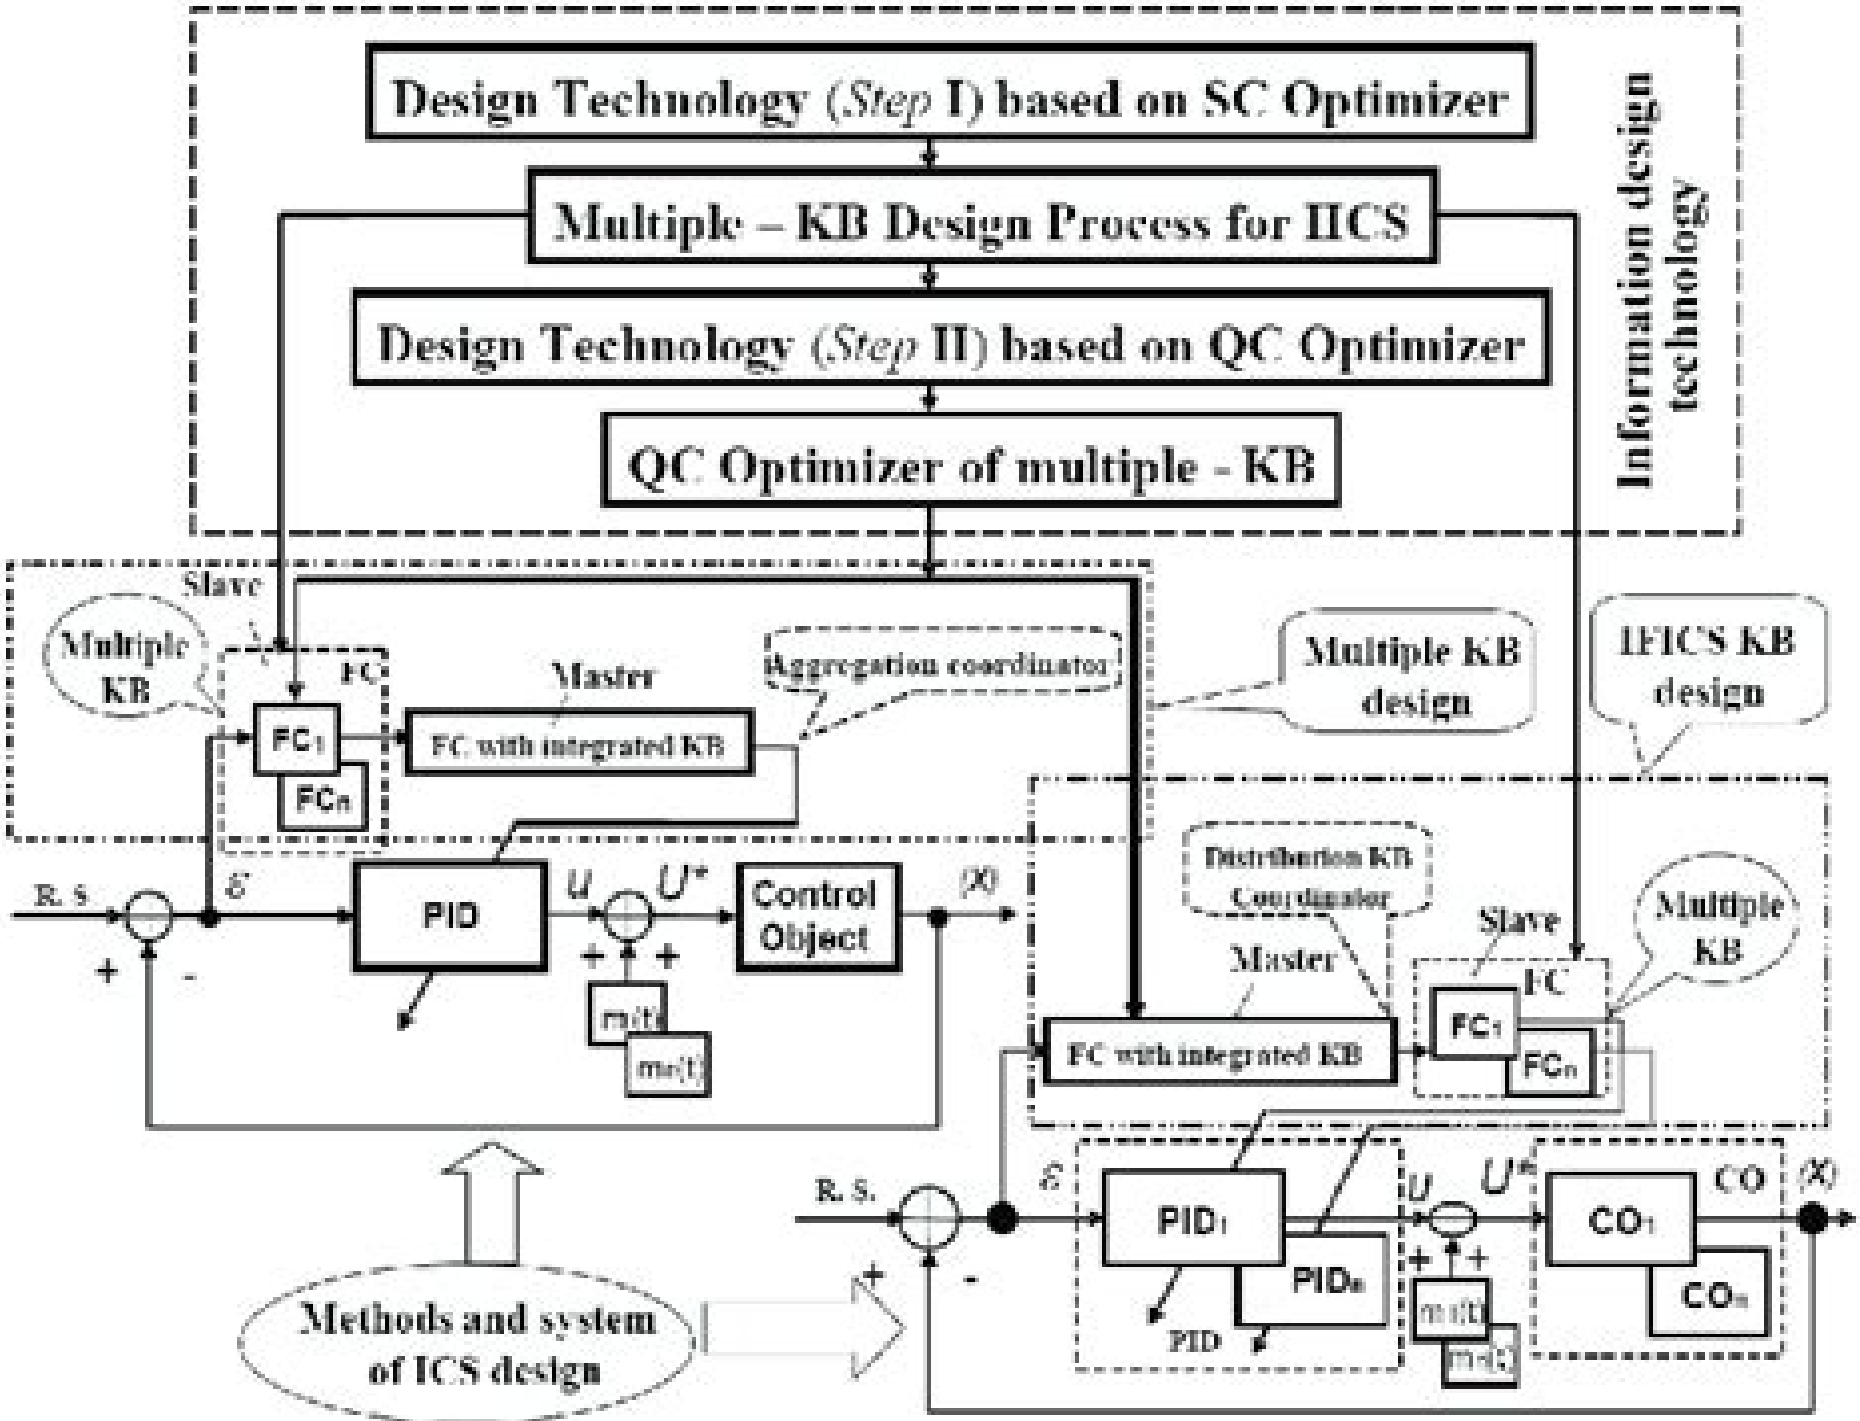 Design Technology (Step I) based on SC Optimizer
Multiple – KB Design Process for IICS
Design Technology (Step II) based on QC Optimizer
QC Optimizer of multiple - KB
Information design
technology
Slave
Multiple
KB
FC
FC1
FCn
Master
FC with integrated KB
Aggregation coordinator
Multiple KB
design
IFICS KB
design
R. S
+
-
ε
PID
u
U*
+
+
Control
Object
(X)
Distribution KB
Coordinator
Master
Slave
Multiple
KB
FC
FC1
FCn
FC with integrated KB
Methods and system
of ICS design
R. S.
+
-
ε
PID1
PIDn
PID
U
U*
+
+
CO
CO1
COn
(X)